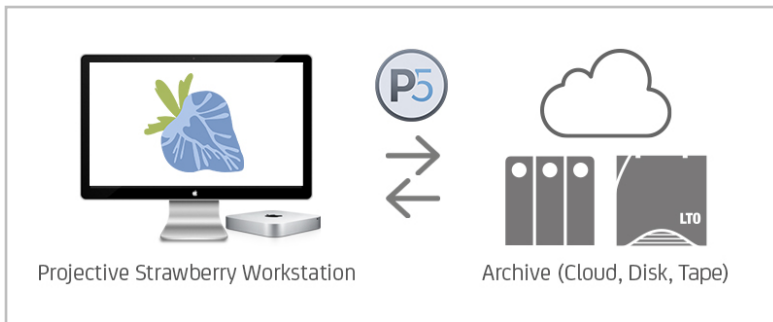 P5
LTO
Projective Strawberry Workstation
Archive (Cloud, Disk, Tape)